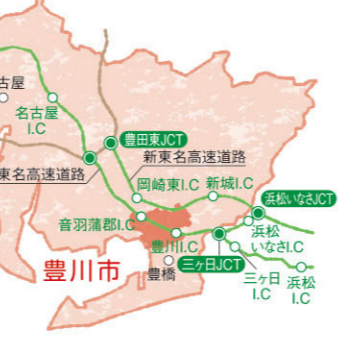 古屋
名古屋
I.C
豊田東JCT
新東名高速道路
東名高速道路
岡崎東I.C
新城I.C
浜松いなさJCT
音羽蒲郡I.C
豊川I.C
浜松
いなさI.C
豊川市
豊橋
三ヶ日JCT
三ヶ日
I.C
浜松
I.C